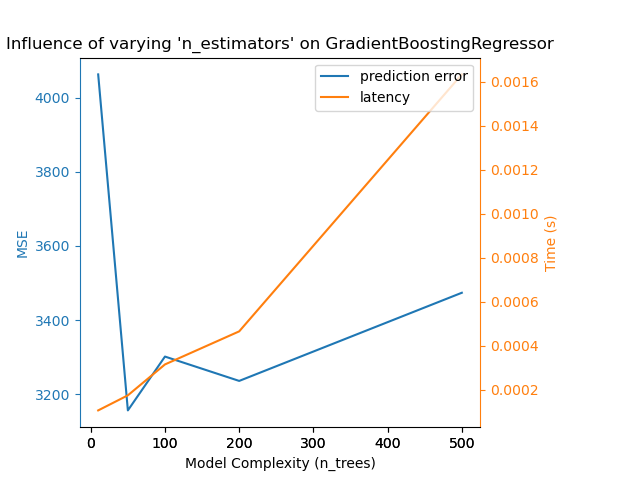 Influence of varying 'n_estimators' on GradientBoostingRegressor
prediction error
latency
4000
3800
3600
3400
3200
MSE
0.0016
0.0014
0.0012
0.0010
0.0008
0.0006
0.0004
0.0002
Time (s)
0 100 200 300 400 500
Model Complexity (n_trees)